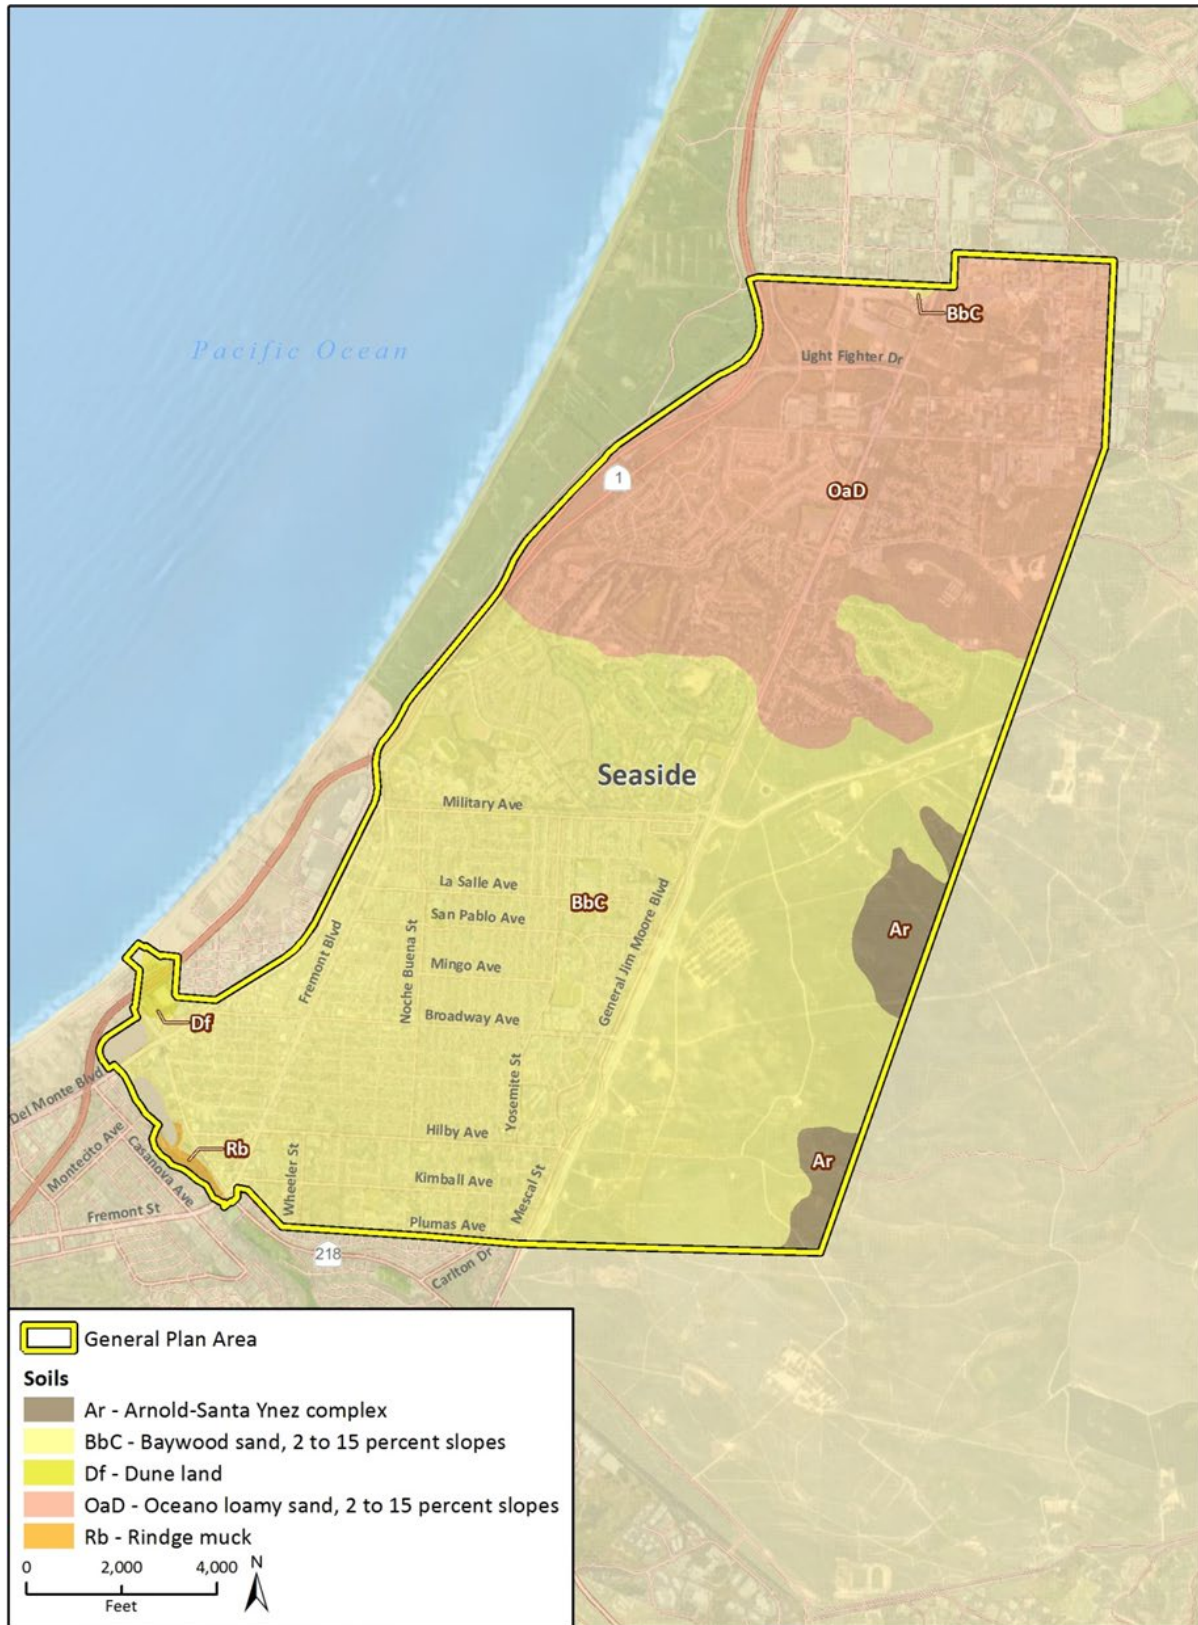 Pacific Ocean
BbC
Light Fighter Dr
1
OaD
Seaside
Military Ave
La Salle Ave
BbC
San Pablo Ave
Ar
Fremont Blvd
Noche Buena St
Mingo Ave
General Jim Moore Blvd
Df
Broadway Ave
Del Monte Blvd
Yosemite St
Montecito Ave
Casanova Ave
Rb
Hilby Ave
Ar
Wheeler St
Kimball Ave
Mescal St
Fremont St
Plumas Ave
218
Carlton Dr
General Plan Area
Soils
Ar - Arnold-Santa Ynez complex
BbC - Baywood sand, 2 to 15 percent slopes
Df - Dune land
OaD - Oceano loamy sand, 2 to 15 percent slopes
Rb - Rindge muck
0 2,000 4,000 N
Feet